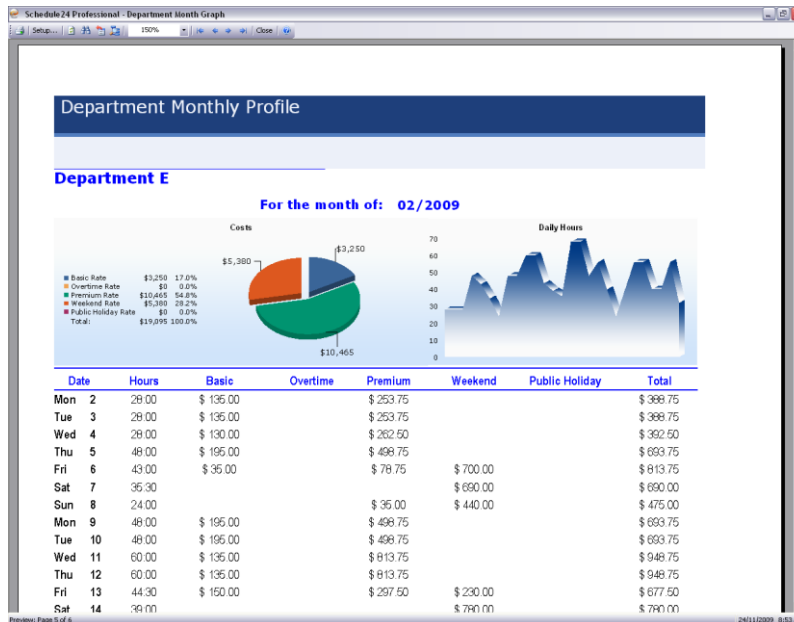 Schedule24 Professional - Department Month Graph
Setup... 150% Close
Department Monthly Profile
Department E
For the month of: 02/2009
Costs
Basic Rate $3,250 17.0%
Overtime Rate $0 0.0%
Premium Rate $10,465 54.8%
Weekend Rate $5,380 28.2%
Public Holiday Rate $0 0.0%
Total: $19,095 100.0%
$5,380
$3,250
$10,465
Daily Hours
70
60
50
40
30
20
10
0
Date Hours Basic Overtime Premium Weekend Public Holiday Total
Mon 2 28:00 $ 135.00 $ 253.75 $ 388.75
Tue 3 28:00 $ 135.00 $ 253.75 $ 388.75
Wed 4 28:00 $ 130.00 $ 262.50 $ 392.50
Thu 5 48:00 $ 195.00 $ 498.75 $ 693.75
Fri 6 43:00 $ 35.00 $ 78.75 $ 700.00 $ 813.75
Sat 7 35:30 $ 690.00 $ 690.00
Sun 8 24:00 $ 35.00 $ 440.00 $ 475.00
Mon 9 48:00 $ 195.00 $ 498.75 $ 693.75
Tue 10 48:00 $ 195.00 $ 498.75 $ 693.75
Wed 11 60:00 $ 135.00 $ 813.75 $ 948.75
Thu 12 60:00 $ 135.00 $ 813.75 $ 948.75
Fri 13 44:30 $ 150.00 $ 297.50 $ 230.00 $ 677.50
Sat 14 39:00 $ 780.00 $ 780.00
Preview: Page 5 of 6 24/11/2009 8:53